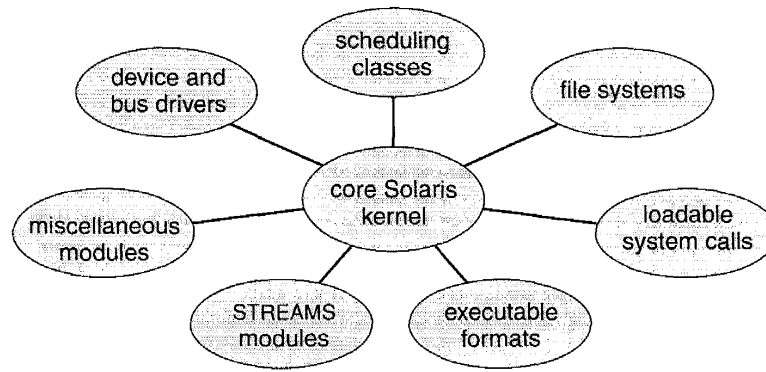 scheduling
classes
device and
bus drivers
file systems
core Solaris
kernel
miscellaneous
modules
loadable
system calls
STREAMS
modules
executable
formats